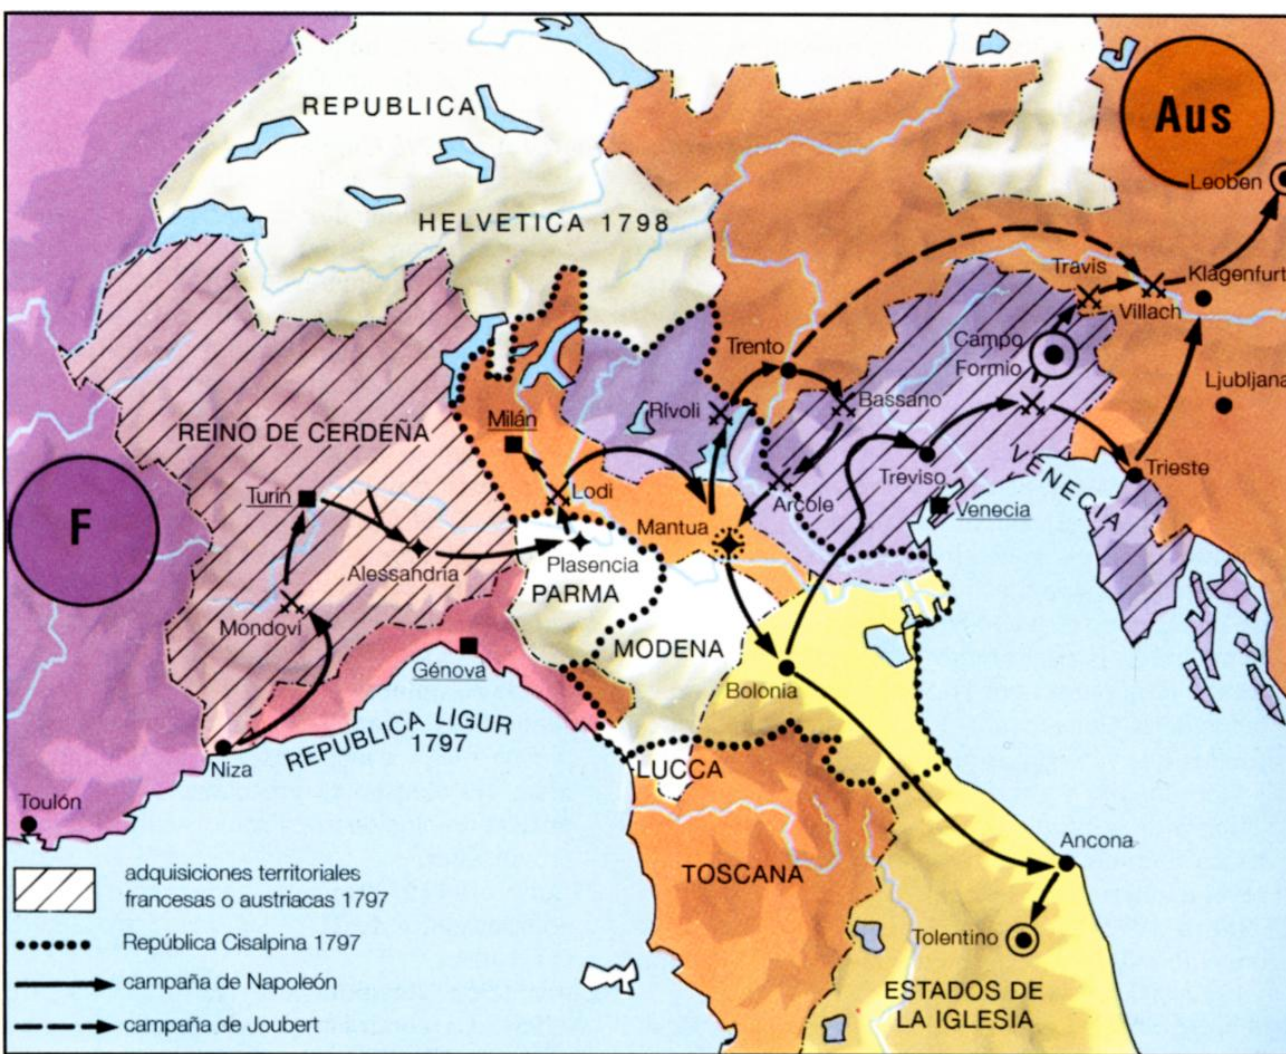 REPUBLICA
HELVETICA 1798
Aus
Leoben
Travis
Klagenfurt
Villach
Campo
Formio
Ljubljana
Trento
Bassano
Rívoli
Milán
REINO DE CERDEÑA
Turín
Lodi
Mantua
Arcole
Treviso
Venecia
VENECIA
Trieste
F
Alessandria
Plasencia
PARMA
Mondovi
MODENA
Génova
Bolonia
REPUBLICA LIGUR
1797
Niza
LUCCA
Toulón
TOSCANA
Ancona
Tolentino
ESTADOS DE
LA IGLESIA
adquisiciones territoriales
francesas o austriacas 1797
República Cisalpina 1797
campaña de Napoleón
campaña de Joubert